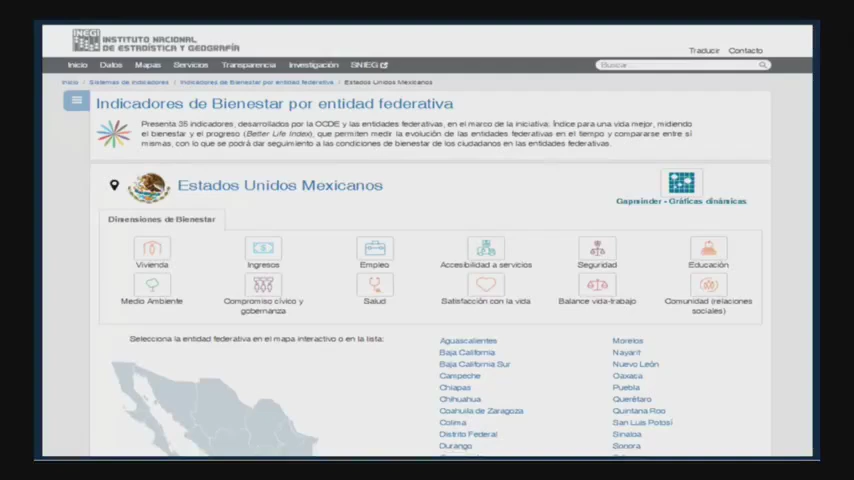 INEGI
INSTITUTO NACIONAL
DE ESTADÍSTICA Y GEOGRAFÍA
Traducir Contacto
Inicio Datos Mapas Servicios Transparencia Investigación SNIEG
Buscar...
Inicio / Sistemas de indicadores / Indicadores de Bienestar por entidad federativa / Estados Unidos Mexicanos
Indicadores de Bienestar por entidad federativa
Presenta 35 indicadores, desarrollados por la OCDE y las entidades federativas, en el marco de la iniciativa: Índice para una vida mejor, midiendo
el bienestar y el progreso (Better Life Index), que permiten medir la evolución de las entidades federativas en el tiempo y compararse entre sí
mismas, con lo que se podrá dar seguimiento a las condiciones de bienestar de los ciudadanos en las entidades federativas.
Estados Unidos Mexicanos
Gapminder - Gráficas dinámicas
Dimensiones de Bienestar
Vivienda Ingresos Empleo Accesibilidad a servicios Seguridad Educación
Medio Ambiente Compromiso cívico y gobernanza Salud Satisfacción con la vida Balance vida-trabajo Comunidad (relaciones sociales)
Selecciona la entidad federativa en el mapa interactivo o en la lista:
Aguascalientes
Baja California
Baja California Sur
Campeche
Chiapas
Chihuahua
Coahuila de Zaragoza
Colima
Distrito Federal
Durango
Morelos
Nayarit
Nuevo León
Oaxaca
Puebla
Querétaro
Quintana Roo
San Luis Potosí
Sinaloa
Sonora